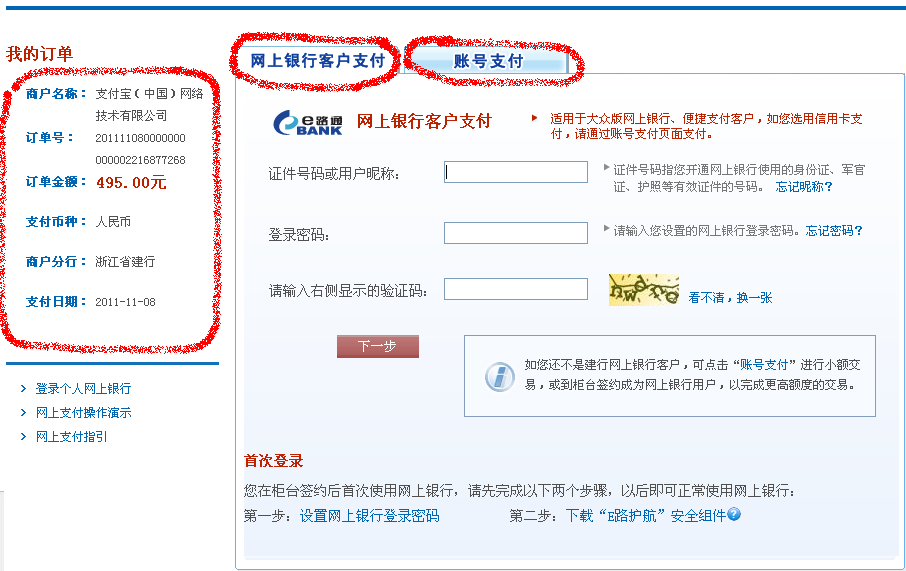 我的订单
商户名称: 支付宝(中国)网络
技术有限公司
订单号: 201111080000000
000002216877268
订单金额: 495.00元
支付币种: 人民币
商户分行: 浙江省建行
支付日期: 2011-11-08
登录个人网上银行
网上支付操作演示
网上支付指引
网上银行客户支付 账号支付
e路通
BANK
网上银行客户支付
适用于大众版网上银行、便捷支付客户,如您选用信用卡支
付,请通过账号支付页面支付。
证件号码或用户昵称:
证件号码指您开通网上银行使用的身份证、军官
证、护照等有效证件的号码。 忘记昵称?
登录密码:
请输入您设置的网上银行登录密码。忘记密码?
请输入右侧显示的验证码:
看不清,换一张
下一步
如您还不是建行网上银行客户,可点击“账号支付”进行小额交
易,或到柜台签约成为网上银行用户,以完成更高额度的交易。
首次登录
您在柜台签约后首次使用网上银行,请先完成以下两个步骤,以后即可正常使用网上银行:
第一步:设置网上银行登录密码 第二步:下载“E路护航”安全组件?